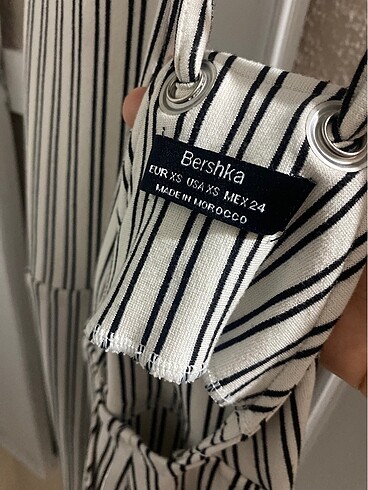 Bershka
EUR XS USA XS MEX 24
MADE IN MOROCCO